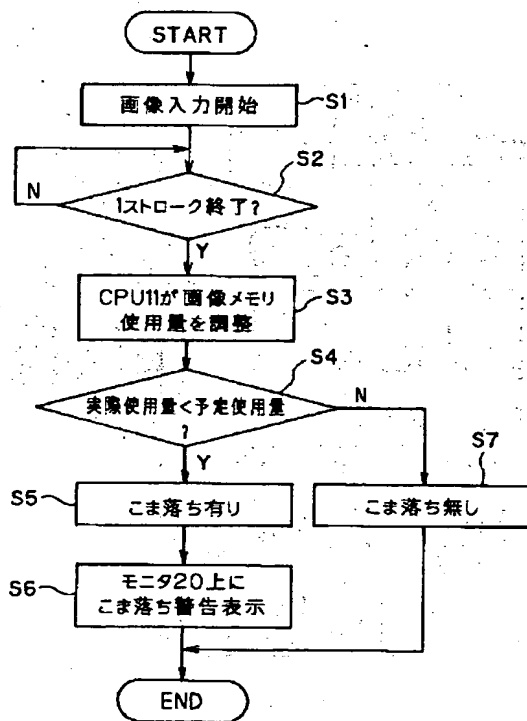 START
画像入力開始
S1
S2
N
1ストローク終了?
Y
CPU11が画像メモリ
使用量を調整
S3
S4
実際使用量<予定使用量
?
N
Y
S7
S5
こま落ち有り
こま落ち無し
S6
モニタ20上に
こま落ち警告表示
END